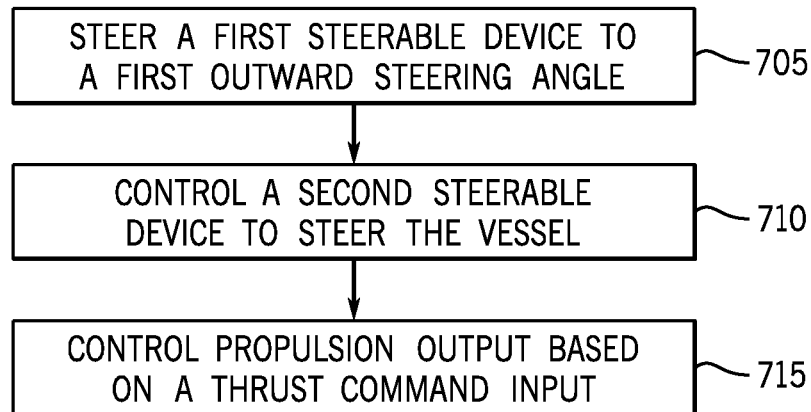 STEER A FIRST STEERABLE DEVICE TO
A FIRST OUTWARD STEERING ANGLE
705
CONTROL A SECOND STEERABLE
DEVICE TO STEER THE VESSEL
710
CONTROL PROPULSION OUTPUT BASED
ON A THRUST COMMAND INPUT
715